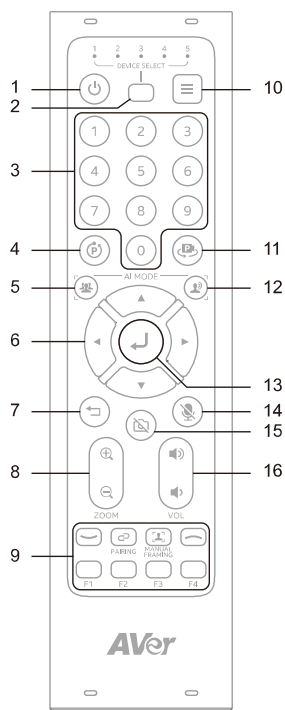 1 2 3 4 5
DEVICE SELECT
1
2
10
3
1 2 3
4 5 6
7 8 9
0
4
P
P
11
AI MODE
5
12
6
13
7
14
15
8
ZOOM
VOL
16
9
PAIRING
MANUAL
FRAMING
F1 F2 F3 F4
AVer